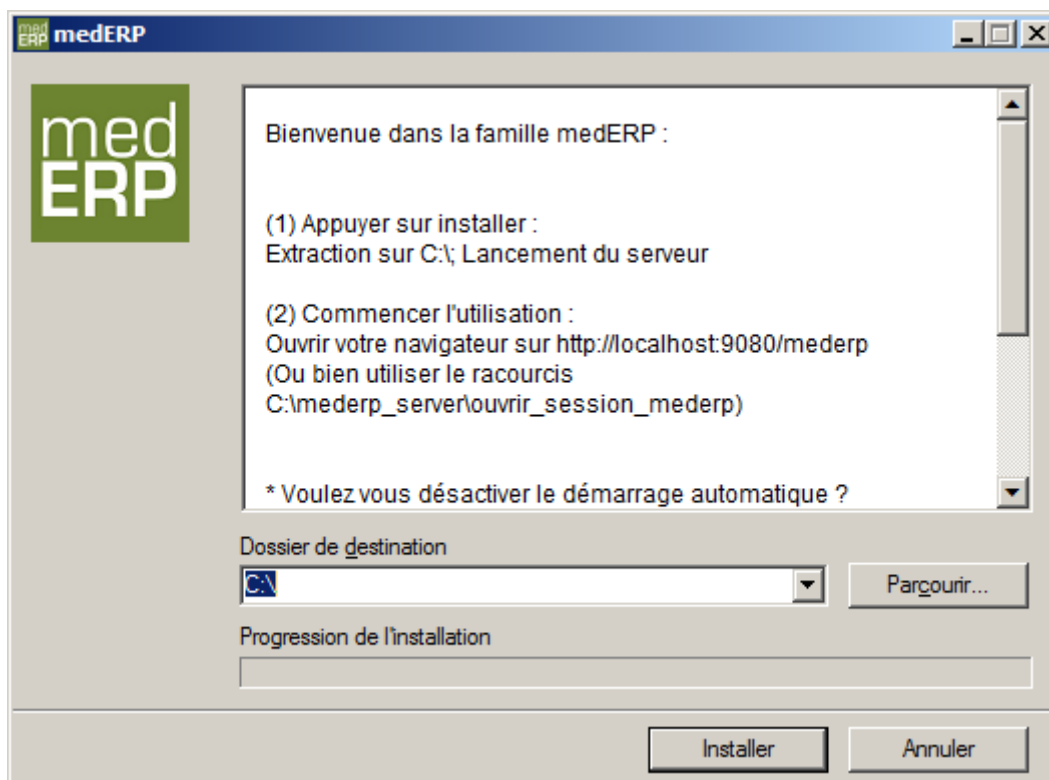 med
ERP
medERP
med
ERP
Bienvenue dans la famille medERP :
(1) Appuyer sur installer :
Extraction sur C:\; Lancement du serveur
(2) Commencer l'utilisation :
Ouvrir votre navigateur sur http://localhost:9080/mederp
(Ou bien utiliser le racourcis
C:\mederp_server\ouvrir_session_mederp)
* Voulez vous désactiver le démarrage automatique ?
Dossier de destination
C:\
Parcourir...
Progression de l'installation
Installer
Annuler